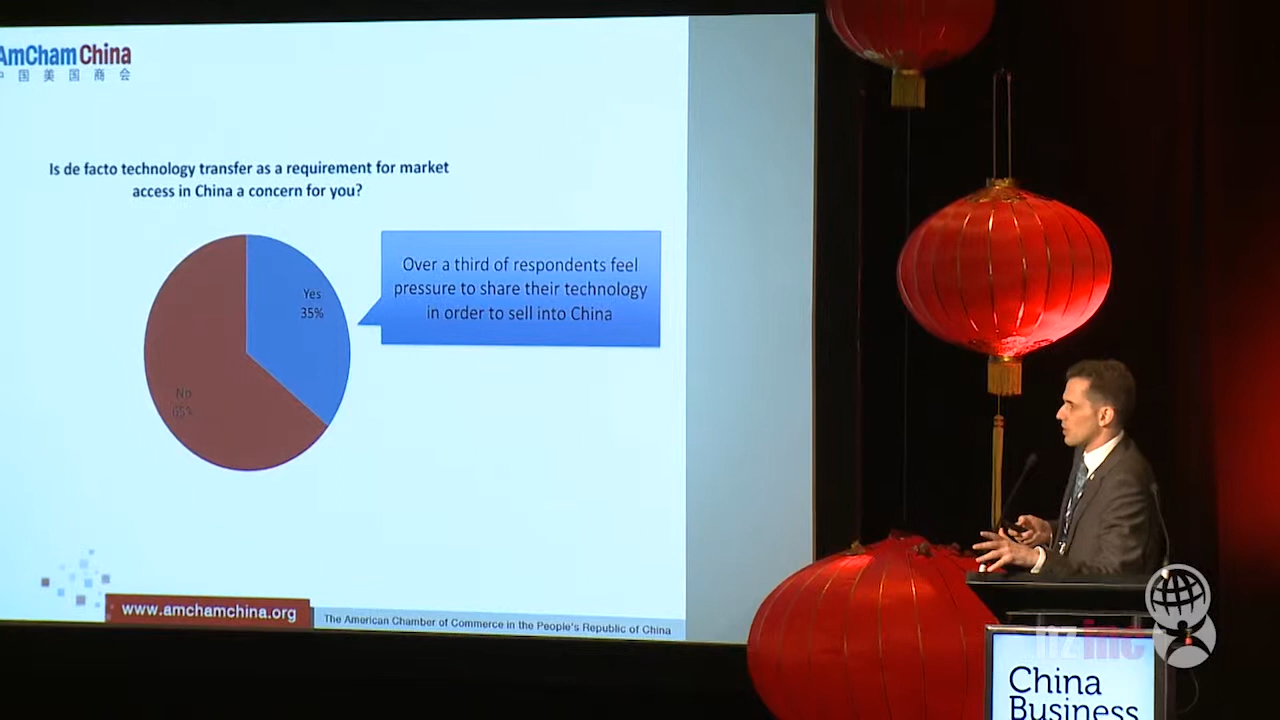 AmCham China
中国美国商会
Is de facto technology transfer as a requirement for market
access in China a concern for you?
Yes
35%
Over a third of respondents feel
pressure to share their technology
in order to sell into China
No
65%
www.amchamchina.org
The American Chamber of Commerce in the People's Republic of China
nz inc
China
Business